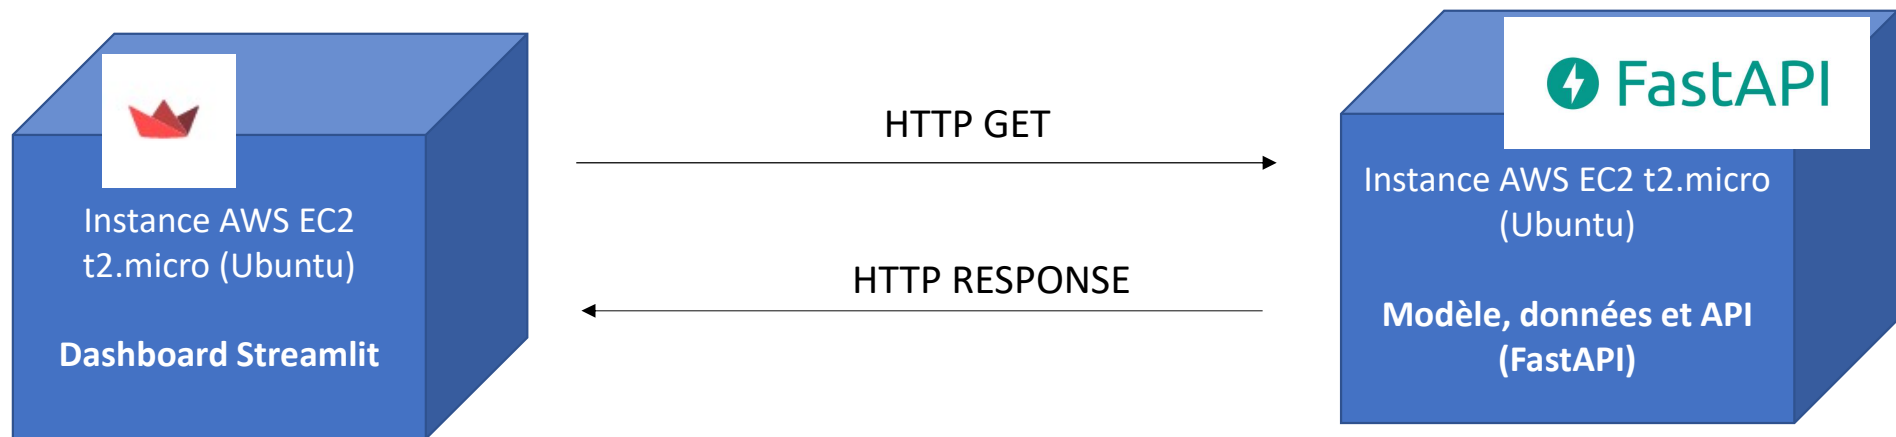 Instance AWS EC2
t2.micro (Ubuntu)
Dashboard Streamlit
HTTP GET
HTTP RESPONSE
FastAPI
Instance AWS EC2 t2.micro
(Ubuntu)
Modèle, données et API
(FastAPI)